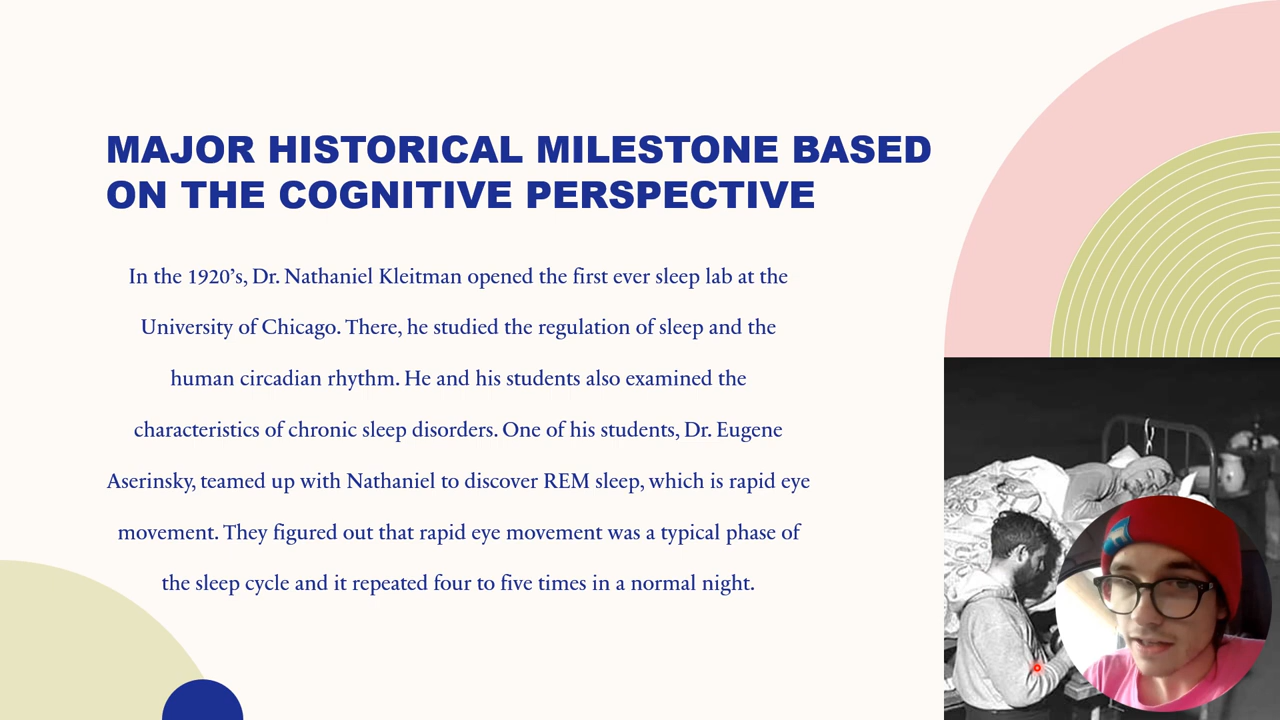 MAJOR HISTORICAL MILESTONE BASED
ON THE COGNITIVE PERSPECTIVE
In the 1920’s, Dr. Nathaniel Kleitman opened the first ever sleep lab at the
University of Chicago. There, he studied the regulation of sleep and the
human circadian rhythm. He and his students also examined the
characteristics of chronic sleep disorders. One of his students, Dr. Eugene
Aserinsky, teamed up with Nathaniel to discover REM sleep, which is rapid eye
movement. They figured out that rapid eye movement was a typical phase of
the sleep cycle and it repeated four to five times in a normal night.